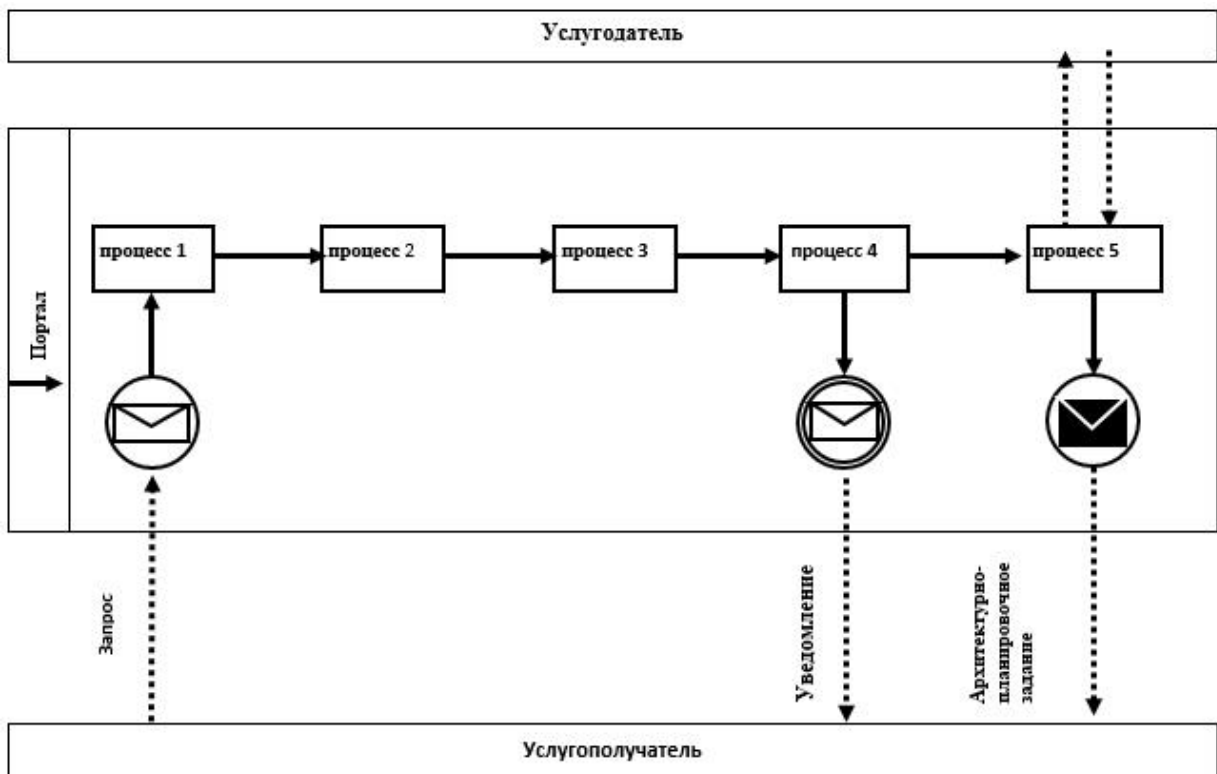 Услугодатель
процесс 1
процесс 2
процесс 3
процесс 4
процесс 5
Портал
Запрос
Уведомление
Архитектурно-
планировочное
задание
Услугополучатель